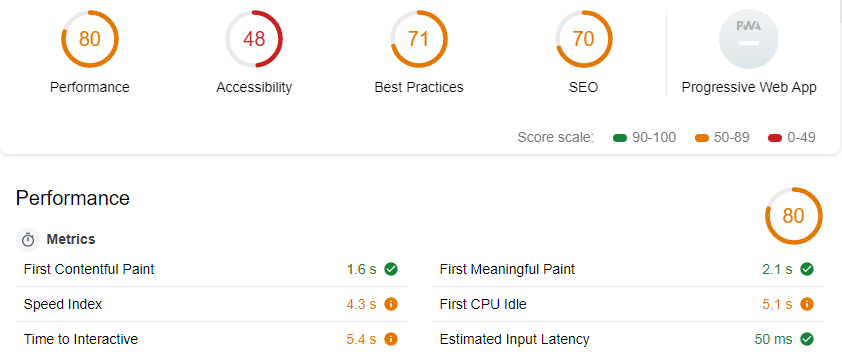 80 48 71 70 PWA
Performance Accessibility Best Practices SEO Progressive Web App
Score scale: 90-100 50-89 0-49
Performance
80
Metrics
First Contentful Paint 1.6 s First Meaningful Paint 2.1 s
Speed Index 4.3 s First CPU Idle 5.1 s
Time to Interactive 5.4 s Estimated Input Latency 50 ms